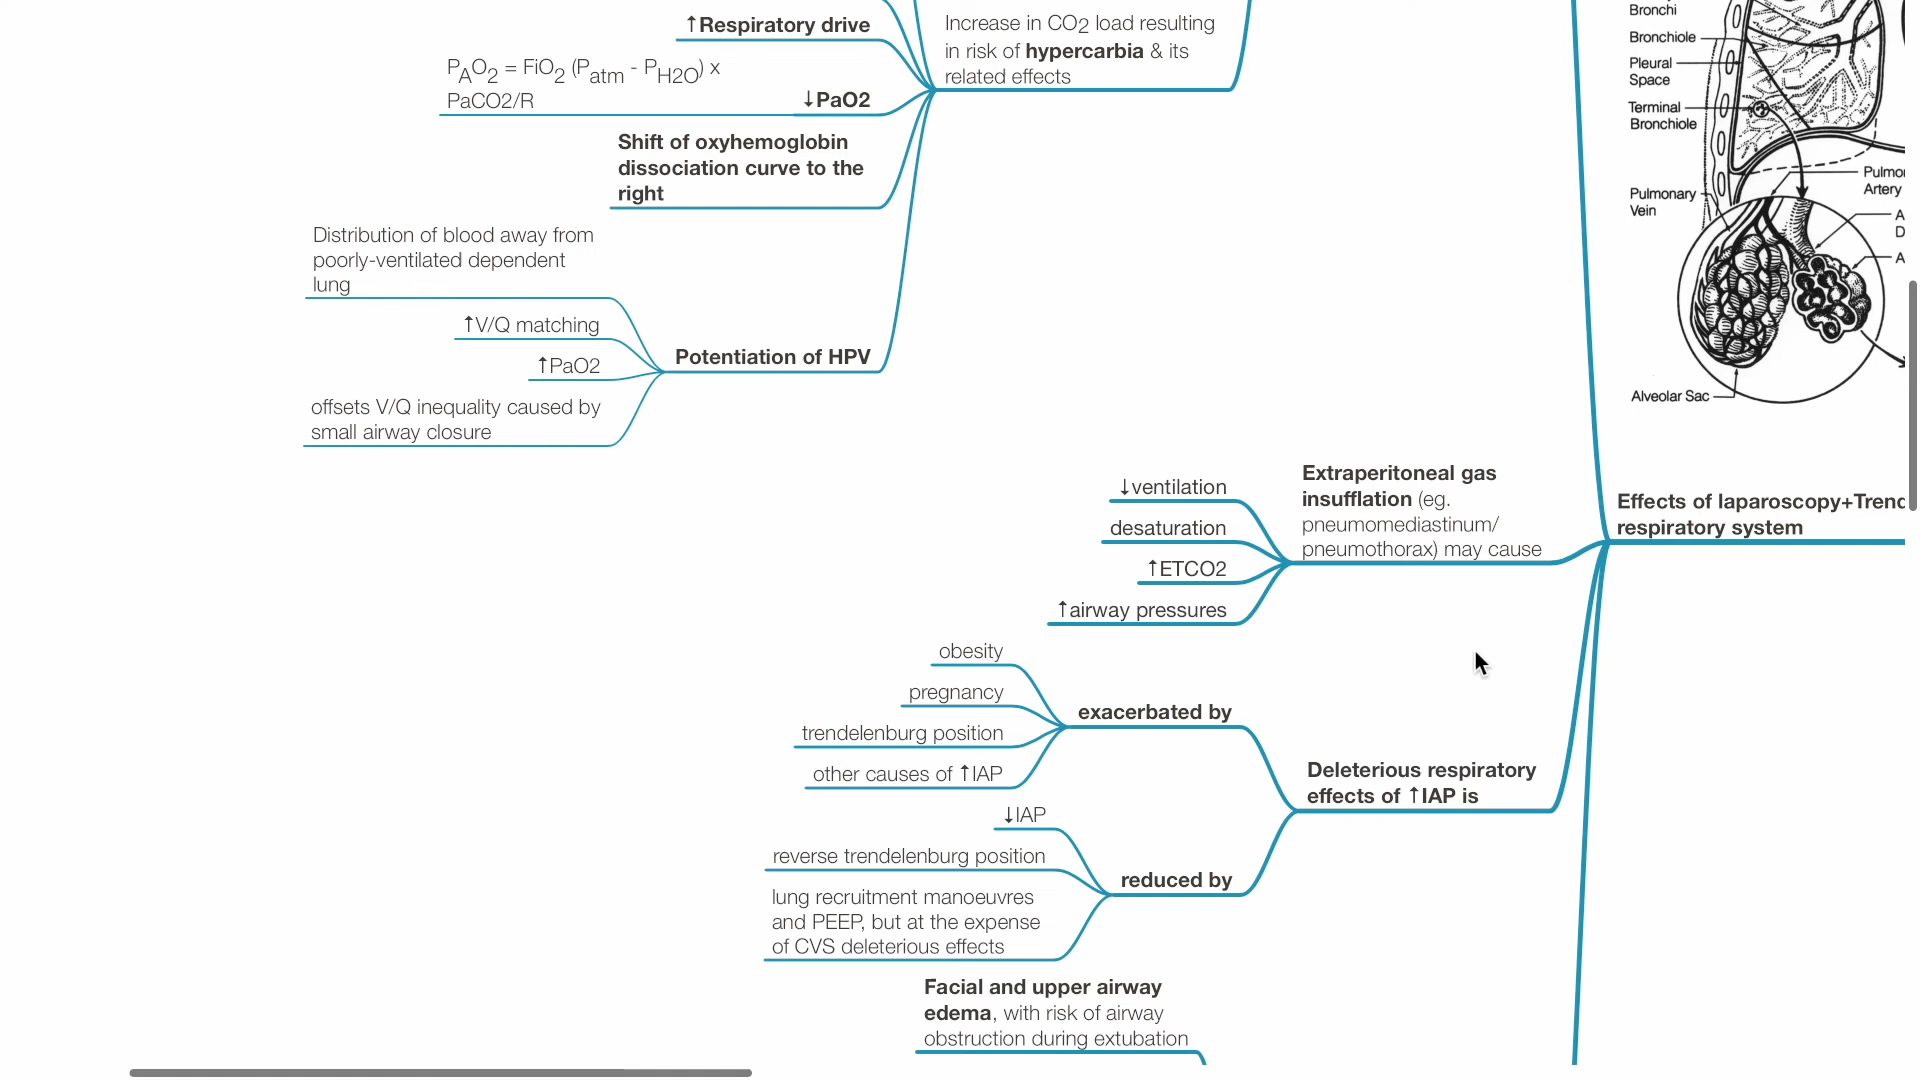 ↑Respiratory drive
Increase in CO2 load resulting
in risk of hypercarbia & its
related effects
PAO2 = FiO2 (Patm - PH2O) x
PaCO2/R
↓PaO2
Shift of oxyhemoglobin
dissociation curve to the
right
Distribution of blood away from
poorly-ventilated dependent
lung
↑V/Q matching
↑PaO2
offsets V/Q inequality caused by
small airway closure
Potentiation of HPV
Bronchi
Bronchiole
Pleural
Space
Terminal
Bronchiole
Pulmonary
Vein
Pulmo
Artery
A
D
A
Alveolar Sac
Effects of laparoscopy+Trend
respiratory system
Extraperitoneal gas
insufflation (eg.
pneumomediastinum/
pneumothorax) may cause
↓ventilation
desaturation
↑ETCO2
↑airway pressures
obesity
pregnancy
trendelenburg position
other causes of ↑IAP
exacerbated by
Deleterious respiratory
effects of ↑IAP is
↓IAP
reverse trendelenburg position
lung recruitment manoeuvres
and PEEP, but at the expense
of CVS deleterious effects
reduced by
Facial and upper airway
edema, with risk of airway
obstruction during extubation